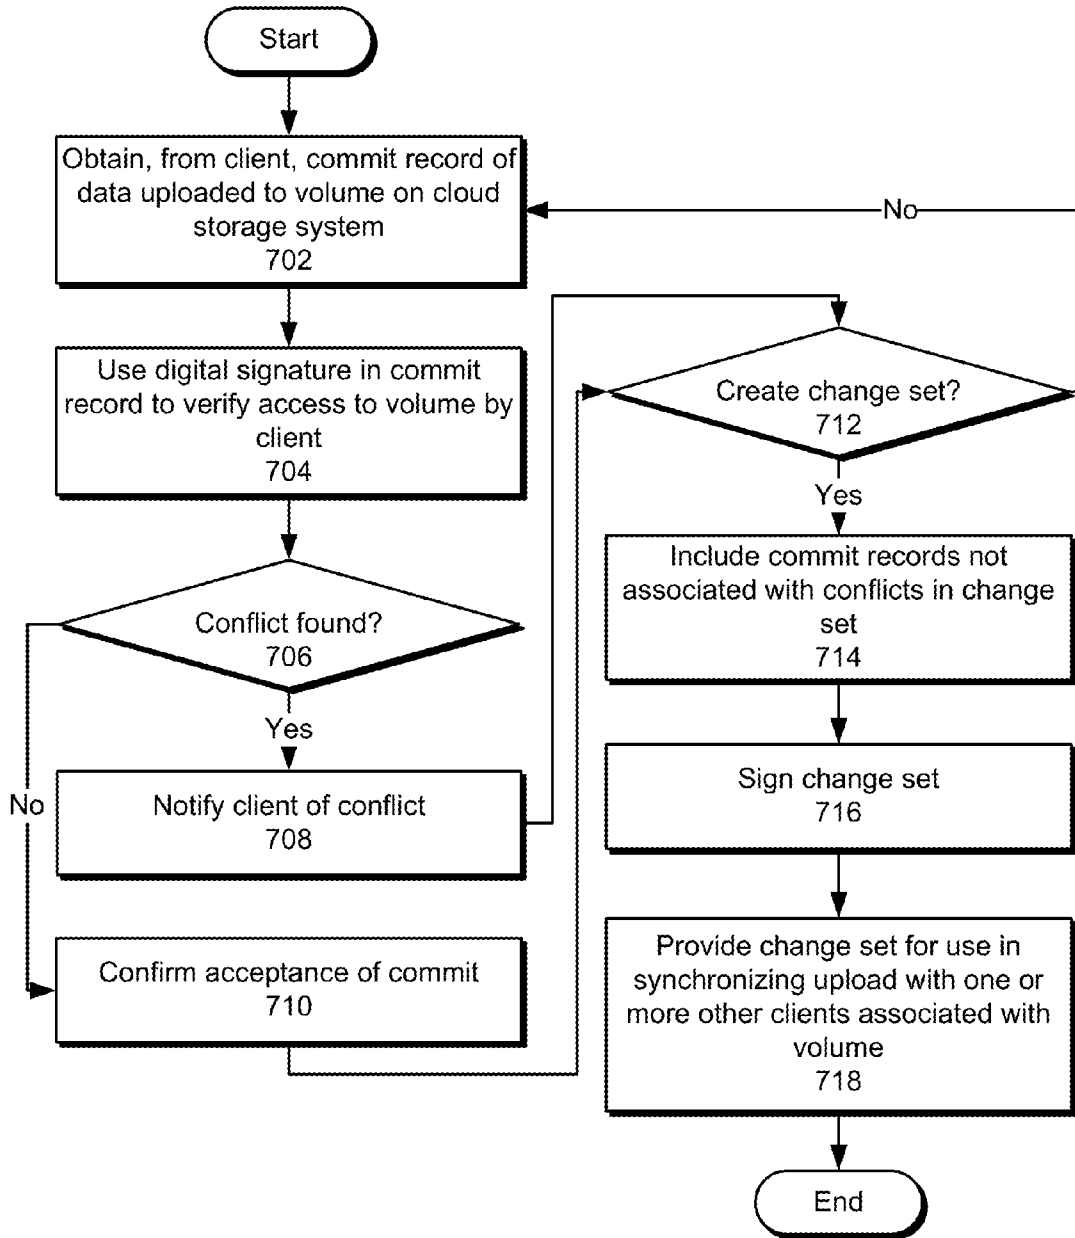 Start
Obtain, from client, commit record of
data uploaded to volume on cloud
storage system
702
Use digital signature in commit
record to verify access to volume by
client
704
Conflict found?
706
Yes
No
Notify client of conflict
708
Confirm acceptance of commit
710
No
Create change set?
712
Yes
Include commit records not
associated with conflicts in change
set
714
Sign change set
716
Provide change set for use in
synchronizing upload with one or
more other clients associated with
volume
718
End